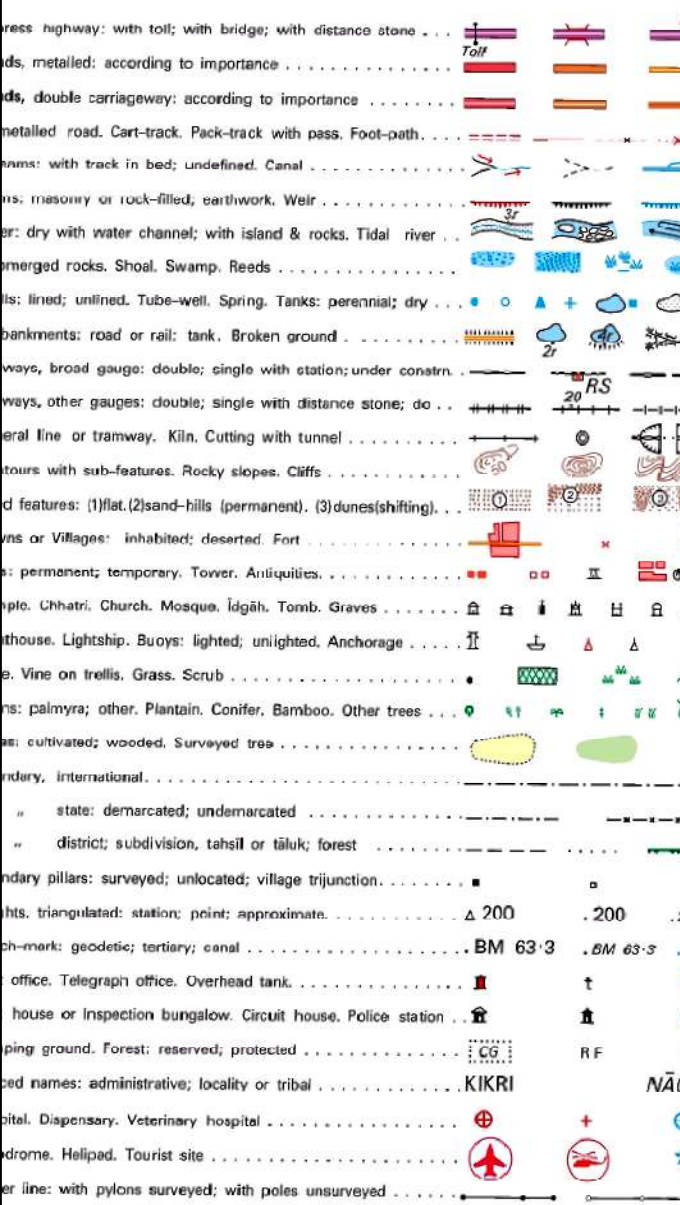 ress highway: with toll; with bridge; with distance stone . . .
Toll
ds, metalled: according to importance . . . . . . . . . . . . . . . . .
ds, double carriageway: according to importance . . . . . . . .
metalled road. Cart-track. Pack-track with pass. Foot-path. . . .
ams: with track in bed; undefined. Canal . . . . . . . . . . . . . . .
ns; masonry or rock-filled; earthwork. Weir . . . . . . . . . . . . . .
3r
er: dry with water channel; with island & rocks. Tidal river . .
merged rocks. Shoal. Swamp. Reeds . . . . . . . . . . . . . . . . . .
lls; lined; unlined. Tube-well. Spring. Tanks: perennial; dry . . .
bankments: road or rail: tank. Broken ground . . . . . . . . . . . .
2r 4r
ways, broad gauge: double; single with station; under constrn.
RS
ways, other gauges: double; single with distance stone; do . .
20
eral line or tramway. Kiln. Cutting with tunnel . . . . . . . . . . . .
tours with sub-features. Rocky slopes. Cliffs . . . . . . . . . . . . . .
d features: (1)flat.(2)sand-hills (permanent). (3)dunes(shifting). . .
1 2 3
ns or Villages: inhabited; deserted. Fort . . . . . . . . . . . . . . . .
s: permanent; temporary. Tower. Antiquities. . . . . . . . . . . . . .
ple. Chhatri. Church. Mosque. Īdgāh. Tomb. Graves . . . . . . . .
thouse. Lightship. Buoys: lighted; unlighted. Anchorage . . . . .
e. Vine on trellis. Grass. Scrub . . . . . . . . . . . . . . . . . . . . . . .
ns: palmyra; other. Plantain. Conifer. Bamboo. Other trees . . .
as: cultivated; wooded. Surveyed tree . . . . . . . . . . . . . . . . . .
ndary, international. . . . . . . . . . . . . . . . . . . . . . . . . . . . . . .
„ state: demarcated; undemarcated . . . . . . . . . . . . . .
„ district; subdivision, tahsīl or tāluk; forest . . . . . . . .
ndary pillars: surveyed; unlocated; village trijunction. . . . . . . .
hts, triangulated: station; point; approximate. . . . . . . . . . . . . △ 200 . 200
ch-mark: geodetic; tertiary; canal . . . . . . . . . . . . . . . . . . . . . . BM 63·3 . BM 63·3
office. Telegraph office. Overhead tank. . . . . . . . . . . . . . . . .
house or Inspection bungalow. Circuit house. Police station . .
ping ground. Forest: reserved; protected . . . . . . . . . . . . . . . CG RF
ced names: administrative; locality or tribal . . . . . . . . . . . . . KIKRI
pital. Dispensary. Veterinary hospital . . . . . . . . . . . . . . . . . . .
drome. Helipad. Tourist site . . . . . . . . . . . . . . . . . . . . . . . . .
er line: with pylons surveyed; with poles unsurveyed . . . . . .